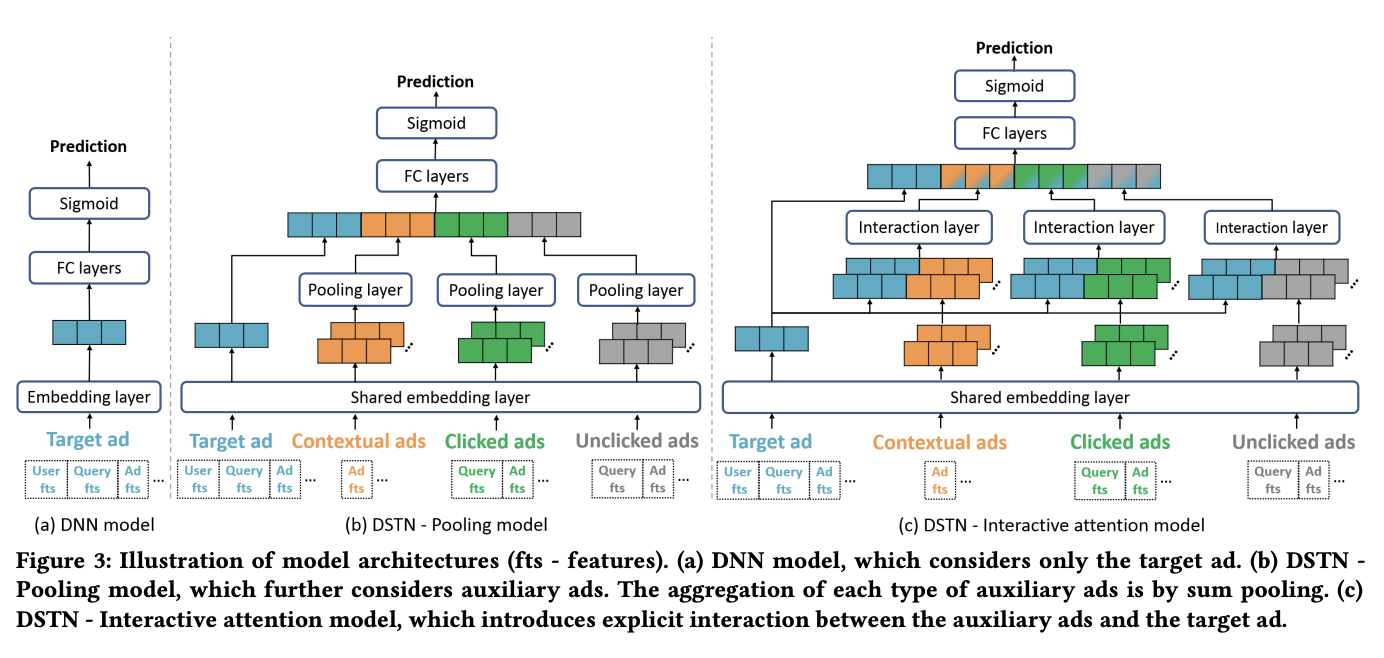 Prediction
Sigmoid
FC layers
Embedding layer
Target ad
User fts
Query fts
Ad fts
...
(a) DNN model
Prediction
Sigmoid
FC layers
Pooling layer
Pooling layer
Pooling layer
Shared embedding layer
Target ad
Contextual ads
Clicked ads
Unclicked ads
User fts
Query fts
Ad fts
...
Ad fts
...
Query fts
Ad fts
...
Query fts
Ad fts
...
(b) DSTN - Pooling model
Prediction
Sigmoid
FC layers
Interaction layer
Interaction layer
Interaction layer
Shared embedding layer
Target ad
Contextual ads
Clicked ads
Unclicked ads
User fts
Query fts
Ad fts
...
Ad fts
...
Query fts
Ad fts
...
Query fts
Ad fts
...
(c) DSTN - Interactive attention model
Figure 3: Illustration of model architectures (fts - features). (a) DNN model, which considers only the target ad. (b) DSTN -
Pooling model, which further considers auxiliary ads. The aggregation of each type of auxiliary ads is by sum pooling. (c)
DSTN - Interactive attention model, which introduces explicit interaction between the auxiliary ads and the target ad.